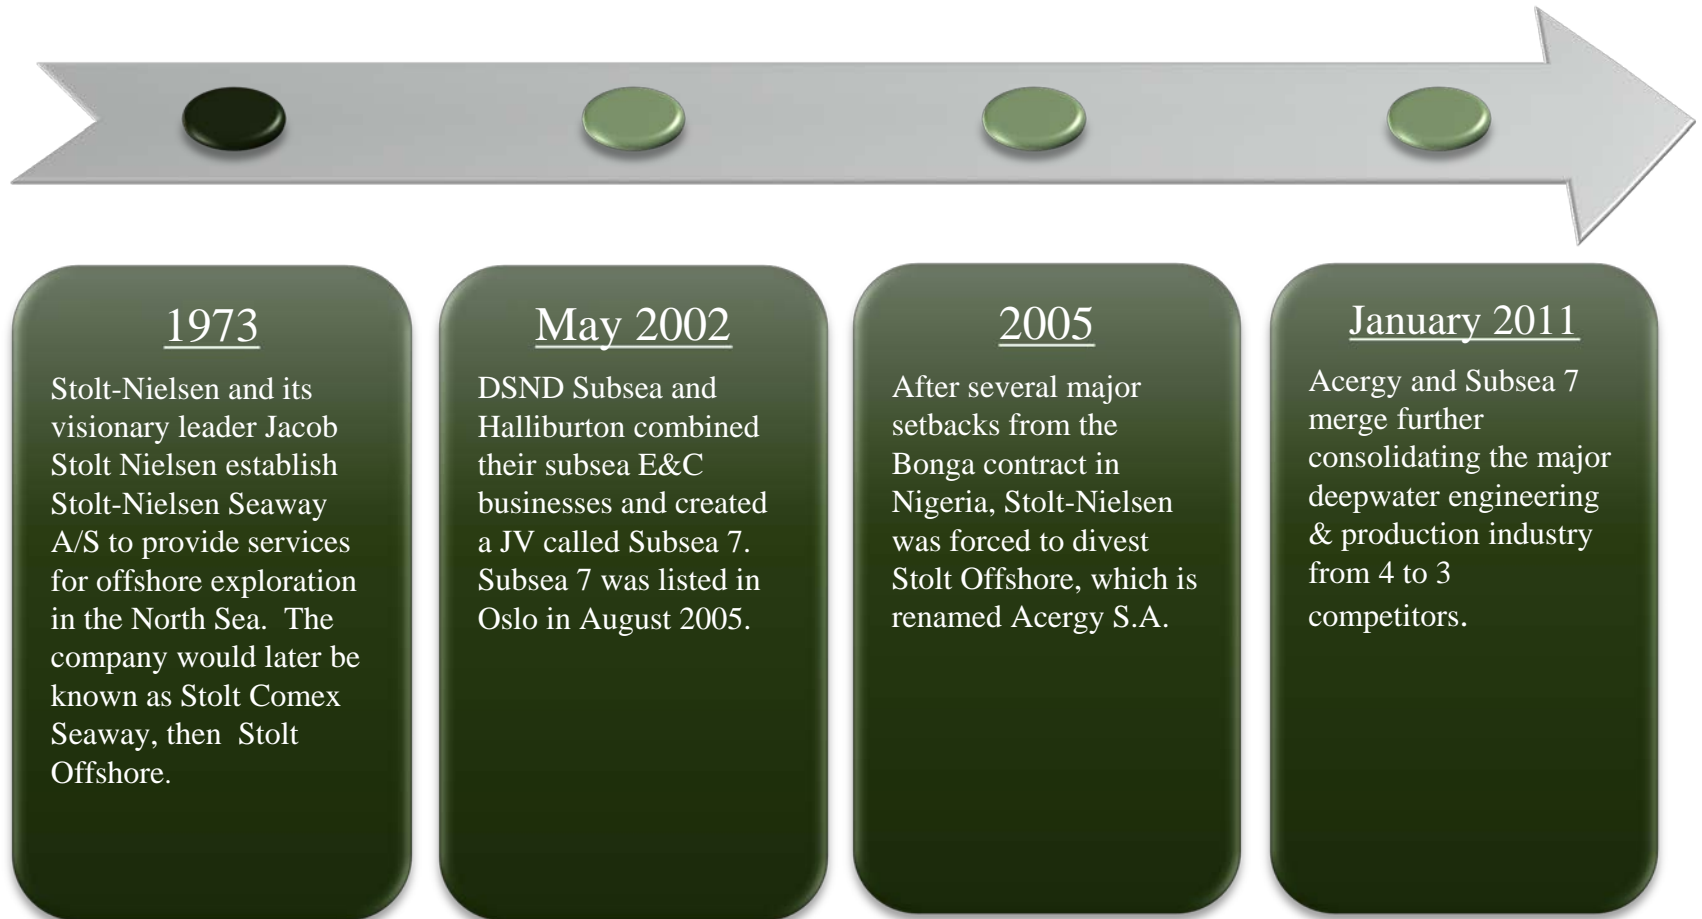 1973
Stolt-Nielsen and its
visionary leader Jacob
Stolt Nielsen establish
Stolt-Nielsen Seaway
A/S to provide services
for offshore exploration
in the North Sea.  The
company would later be
known as Stolt Comex
Seaway, then  Stolt
Offshore.
May 2002
DSND Subsea and
Halliburton combined
their subsea E&C
businesses and created
a JV called Subsea 7.
Subsea 7 was listed in
Oslo in August 2005.
2005
After several major
setbacks from the
Bonga contract in
Nigeria, Stolt-Nielsen
was forced to divest
Stolt Offshore, which is
renamed Acergy S.A.
January 2011
Acergy and Subsea 7
merge further
consolidating the major
deepwater engineering
& production industry
from 4 to 3
competitors.